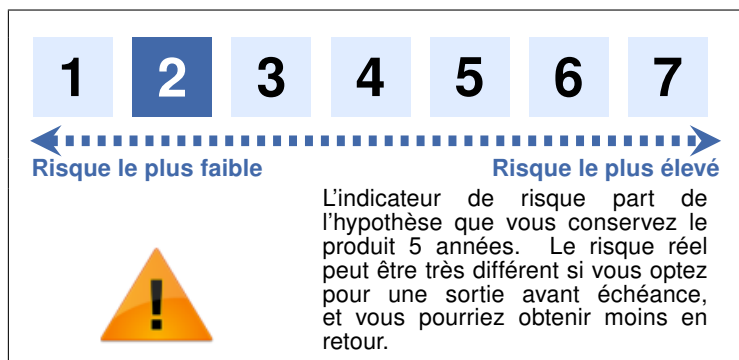 1 2 3 4 5 6 7
Risque le plus faible Risque le plus élevé
L'indicateur de risque part de
l'hypothèse que vous conservez le
produit 5 années. Le risque réel
peut être très différent si vous optez
pour une sortie avant échéance,
et vous pourriez obtenir moins en
retour.
!